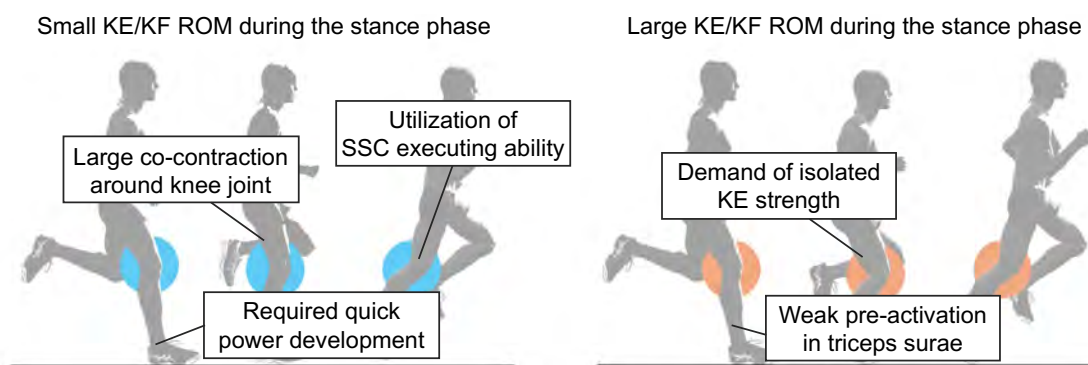 Small KE/KF ROM during the stance phase
Large co-contraction
around knee joint
Utilization of
SSC executing ability
Required quick
power development
Large KE/KF ROM during the stance phase
Demand of isolated
KE strength
Weak pre-activation
in triceps surae